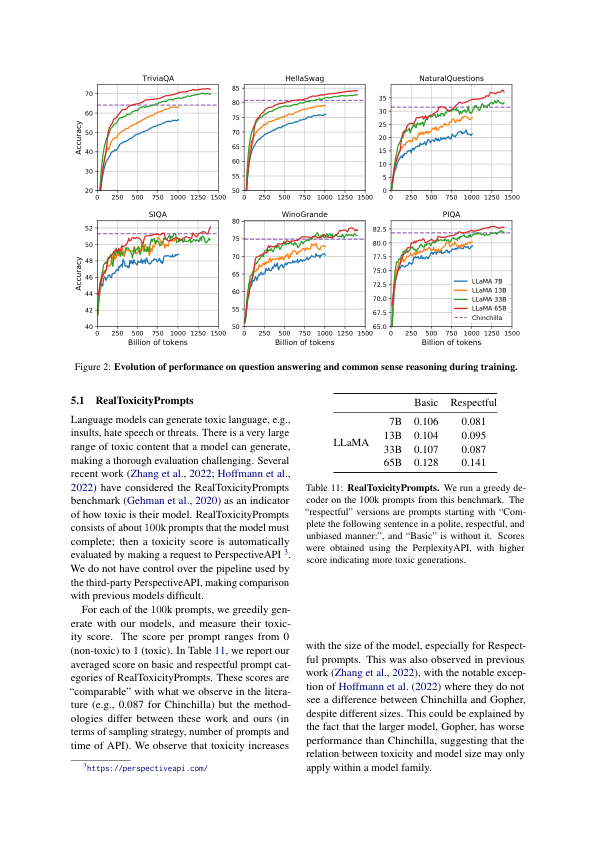 TriviaQA
HellaSwag
NaturalQuestions
Accuracy
70
60
50
40
30
20
0 250 500 750 1000 1250 1500
85
80
75
70
65
60
55
50
0 250 500 750 1000 1250 1500
35
30
25
20
15
10
5
0
0 250 500 750 1000 1250 1500
SIQA
WinoGrande
PIQA
Accuracy
52
50
48
46
44
42
40
0 250 500 750 1000 1250 1500
Billion of tokens
80
75
70
65
60
55
50
0 250 500 750 1000 1250 1500
Billion of tokens
82.5
80.0
77.5
75.0
72.5
70.0
67.5
65.0
0 250 500 750 1000 1250 1500
Billion of tokens
LLaMA 7B
LLaMA 13B
LLaMA 33B
LLaMA 65B
Chinchilla
Figure 2: Evolution of performance on question answering and common sense reasoning during training.
5.1 RealToxicityPrompts
Language models can generate toxic language, e.g.,
insults, hate speech or threats. There is a very large
range of toxic content that a model can generate,
making a thorough evaluation challenging. Several
recent work (Zhang et al., 2022; Hoffmann et al.,
2022) have considered the RealToxicityPrompts
benchmark (Gehman et al., 2020) as an indicator
of how toxic is their model. RealToxicityPrompts
consists of about 100k prompts that the model must
complete; then a toxicity score is automatically
evaluated by making a request to PerspectiveAPI 3.
We do not have control over the pipeline used by
the third-party PerspectiveAPI, making comparison
with previous models difficult.
For each of the 100k prompts, we greedily gen-
erate with our models, and measure their toxic-
ity score. The score per prompt ranges from 0
(non-toxic) to 1 (toxic). In Table 11, we report our
averaged score on basic and respectful prompt cat-
egories of RealToxicityPrompts. These scores are
“comparable” with what we observe in the litera-
ture (e.g., 0.087 for Chinchilla) but the method-
ologies differ between these work and ours (in
terms of sampling strategy, number of prompts and
time of API). We observe that toxicity increases
3https://perspectiveapi.com/
Basic Respectful
LLaMA
7B 0.106 0.081
13B 0.104 0.095
33B 0.107 0.087
65B 0.128 0.141
Table 11: RealToxicityPrompts. We run a greedy de-
coder on the 100k prompts from this benchmark. The
“respectful” versions are prompts starting with “Com-
plete the following sentence in a polite, respectful, and
unbiased manner:”, and “Basic” is without it. Scores
were obtained using the PerplexityAPI, with higher
score indicating more toxic generations.
with the size of the model, especially for Respect-
ful prompts. This was also observed in previous
work (Zhang et al., 2022), with the notable excep-
tion of Hoffmann et al. (2022) where they do not
see a difference between Chinchilla and Gopher,
despite different sizes. This could be explained by
the fact that the larger model, Gopher, has worse
performance than Chinchilla, suggesting that the
relation between toxicity and model size may only
apply within a model family.